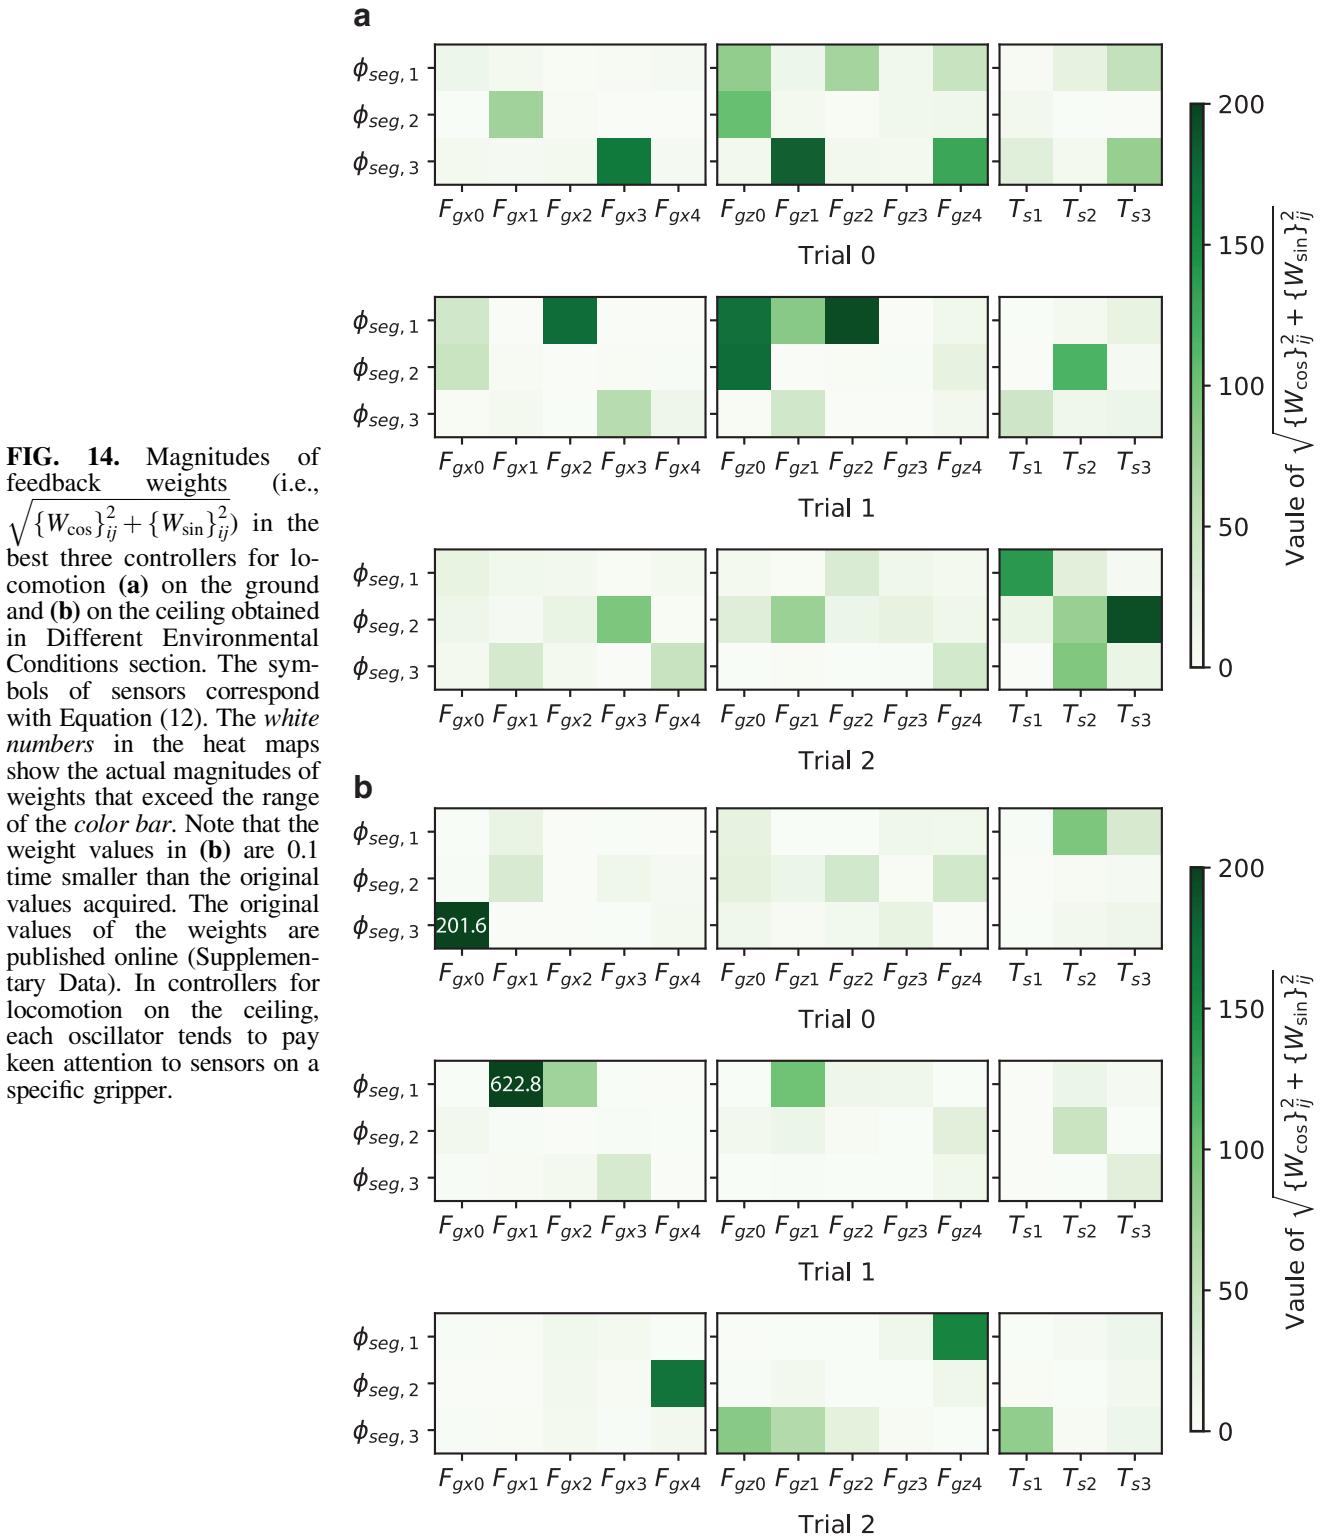 a
ϕseg, 1
ϕseg, 2
ϕseg, 3
Fgx0 Fgx1 Fgx2 Fgx3 Fgx4 Fgz0 Fgz1 Fgz2 Fgz3 Fgz4 Ts1 Ts2 Ts3
Trial 0
ϕseg, 1
ϕseg, 2
ϕseg, 3
Fgx0 Fgx1 Fgx2 Fgx3 Fgx4 Fgz0 Fgz1 Fgz2 Fgz3 Fgz4 Ts1 Ts2 Ts3
Trial 1
ϕseg, 1
ϕseg, 2
ϕseg, 3
Fgx0 Fgx1 Fgx2 Fgx3 Fgx4 Fgz0 Fgz1 Fgz2 Fgz3 Fgz4 Ts1 Ts2 Ts3
Trial 2
200
150
100
50
0
Vaule of √{Wcos}²ij + {Wsin}²ij
FIG. 14. Magnitudes of
feedback weights (i.e.,
√{Wcos}²ij + {Wsin}²ij) in the
best three controllers for lo-
comotion (a) on the ground
and (b) on the ceiling obtained
in Different Environmental
Conditions section. The sym-
bols of sensors correspond
with Equation (12). The white
numbers in the heat maps
show the actual magnitudes of
weights that exceed the range
of the color bar. Note that the
weight values in (b) are 0.1
time smaller than the original
values acquired. The original
values of the weights are
published online (Supplemen-
tary Data). In controllers for
locomotion on the ceiling,
each oscillator tends to pay
keen attention to sensors on a
specific gripper.
b
ϕseg, 1
ϕseg, 2
ϕseg, 3
201.6
Fgx0 Fgx1 Fgx2 Fgx3 Fgx4 Fgz0 Fgz1 Fgz2 Fgz3 Fgz4 Ts1 Ts2 Ts3
Trial 0
ϕseg, 1
622.8
ϕseg, 2
ϕseg, 3
Fgx0 Fgx1 Fgx2 Fgx3 Fgx4 Fgz0 Fgz1 Fgz2 Fgz3 Fgz4 Ts1 Ts2 Ts3
Trial 1
ϕseg, 1
ϕseg, 2
ϕseg, 3
Fgx0 Fgx1 Fgx2 Fgx3 Fgx4 Fgz0 Fgz1 Fgz2 Fgz3 Fgz4 Ts1 Ts2 Ts3
Trial 2
200
150
100
50
0
Vaule of √{Wcos}²ij + {Wsin}²ij